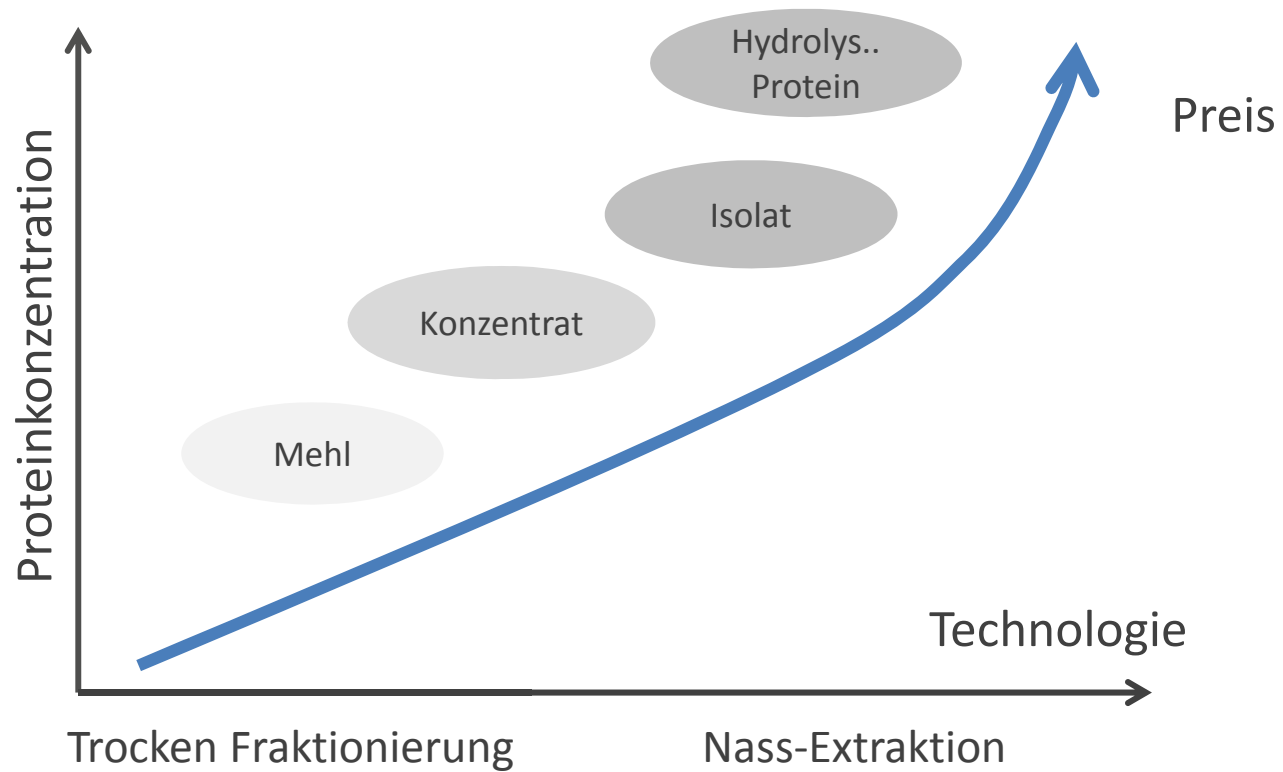 Hydrolys..
Protein
Preis
Isolat
Konzentrat
Mehl
Proteinkonzentration
Technologie
Trocken Fraktionierung
Nass-Extraktion